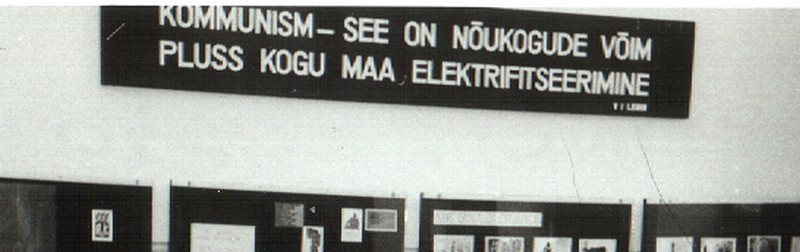 KOMMUNISM – SEE ON NÕUKOGUDE VÕIM
PLUSS KOGU MAA ELEKTRIFITSEERIMINE
V I LENIN